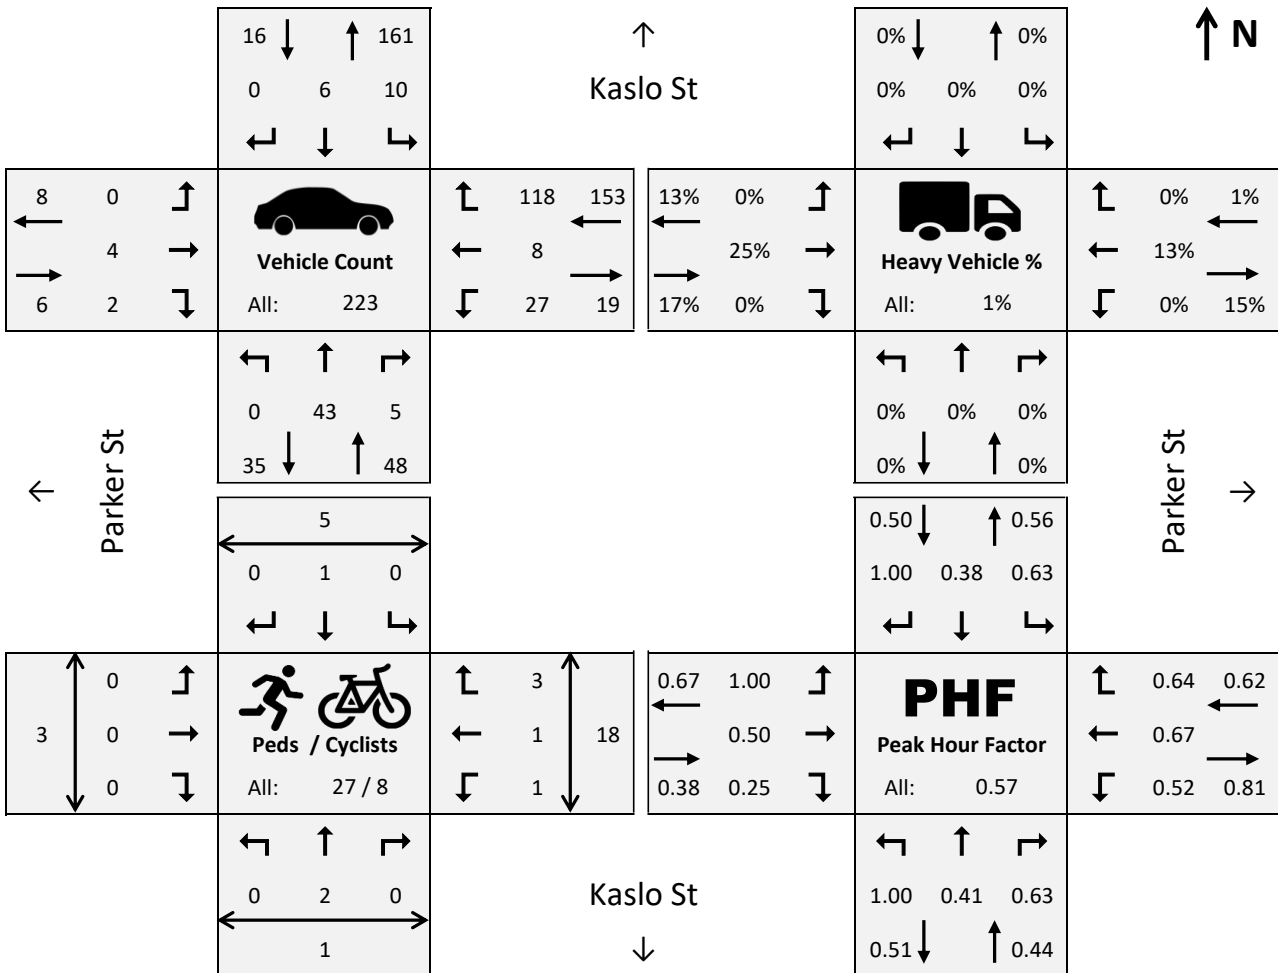 16 161
0 6 10
Kaslo St
0% 0%
0% 0% 0%
N
8 0
4
6 2
Vehicle Count
All: 223
118 153
8
27 19
13% 0%
25%
17% 0%
Heavy Vehicle %
All: 1%
0% 1%
13%
0% 15%
0 43 5
35 48
0% 0% 0%
0% 0%
Parker St
Parker St
5
0 1 0
0.50 0.56
1.00 0.38 0.63
3
0
0
0
Peds / Cyclists
All: 27 / 8
3
1 18
1
0.67 1.00
0.50
0.38 0.25
PHF
Peak Hour Factor
All: 0.57
0.64 0.62
0.67
0.52 0.81
0 2 0
1
Kaslo St
1.00 0.41 0.63
0.51 0.44